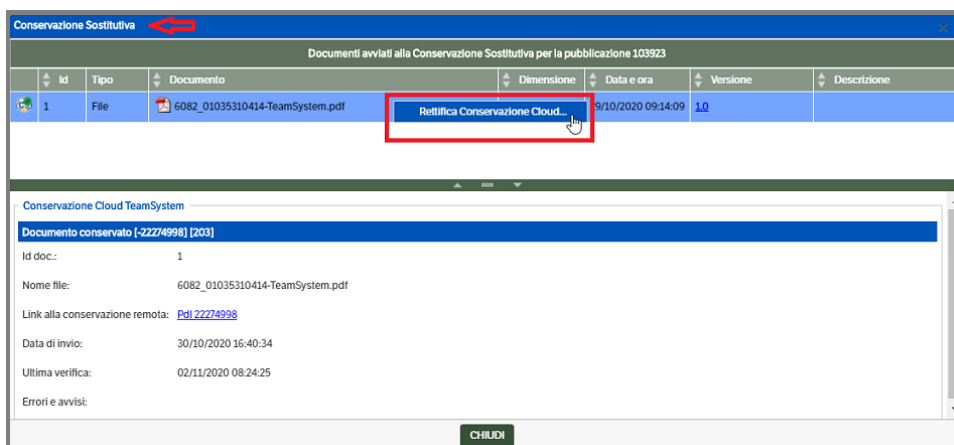 Conservazione Sostitutiva
Documenti avviati alla Conservazione Sostitutiva per la pubblicazione 103923
Id Tipo Documento Dimensione Data e ora Versione Descrizione
1 File 6082_01035310414-TeamSystem.pdf 9/10/2020 09:14:09 1.0
Rettifica Conservazione Cloud...
Conservazione Cloud TeamSystem
Documento conservato [-22274998] [203]
Id doc.: 1
Nome file: 6082_01035310414-TeamSystem.pdf
Link alla conservazione remota: PdI 22274998
Data di invio: 30/10/2020 16:40:34
Ultima verifica: 02/11/2020 08:24:25
Errori e avvisi:
CHIUDI